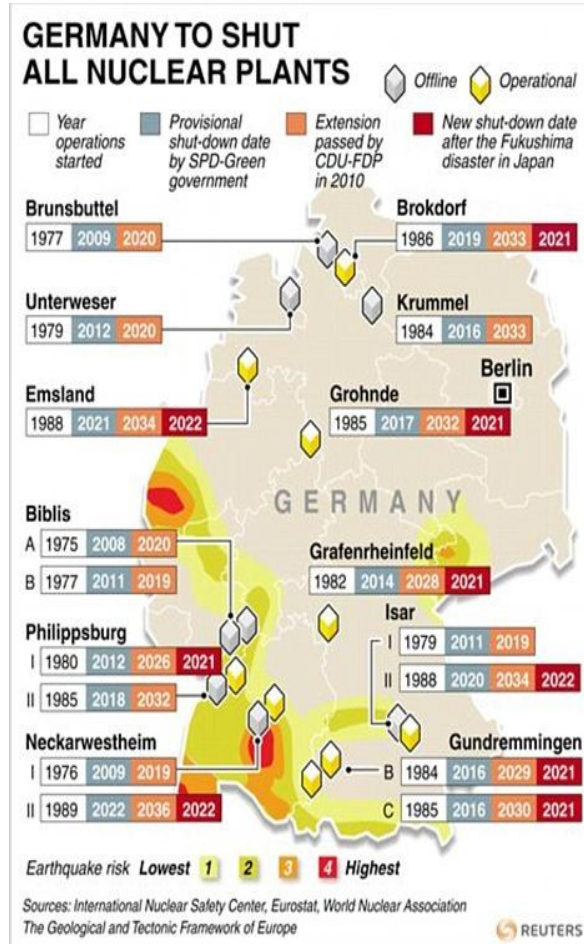 GERMANY TO SHUT
ALL NUCLEAR PLANTS
Offline
Operational
Year
operations
started
Provisional
shut-down date
by SPD-Green
government
Extension
passed by
CDU-FDP
in 2010
New shut-down date
after the Fukushima
disaster in Japan
Brunsbuttel
1977 2009 2020
Brokdorf
1986 2019 2033 2021
Unterweser
1979 2012 2020
Krummel
1984 2016 2033
Berlin
Emsland
1988 2021 2034 2022
Grohnde
1985 2017 2032 2021
GERMANY
Biblis
A 1975 2008 2020
B 1977 2011 2019
Grafenrheinfeld
1982 2014 2028 2021
Philippsburg
I 1980 2012 2026 2021
II 1985 2018 2032
Isar
I 1979 2011 2019
II 1988 2020 2034 2022
Neckarwestheim
I 1976 2009 2019
II 1989 2022 2036 2022
Gundremmingen
B 1984 2016 2029 2021
C 1985 2016 2030 2021
Earthquake risk Lowest 1 2 3 4 Highest
Sources: International Nuclear Safety Center, Eurostat, World Nuclear Association
The Geological and Tectonic Framework of Europe
REUTERS